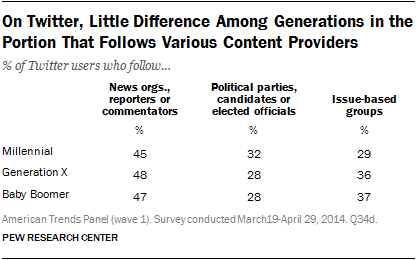 On Twitter, Little Difference Among Generations in the
Portion That Follows Various Content Providers
% of Twitter users who follow...
News orgs., reporters or commentators Political parties, candidates or elected officials Issue-based groups
% % %
Millennial 45 32 29
Generation X 48 28 36
Baby Boomer 47 28 37
American Trends Panel (wave 1). Survey conducted March19-April 29, 2014. Q34d.
PEW RESEARCH CENTER